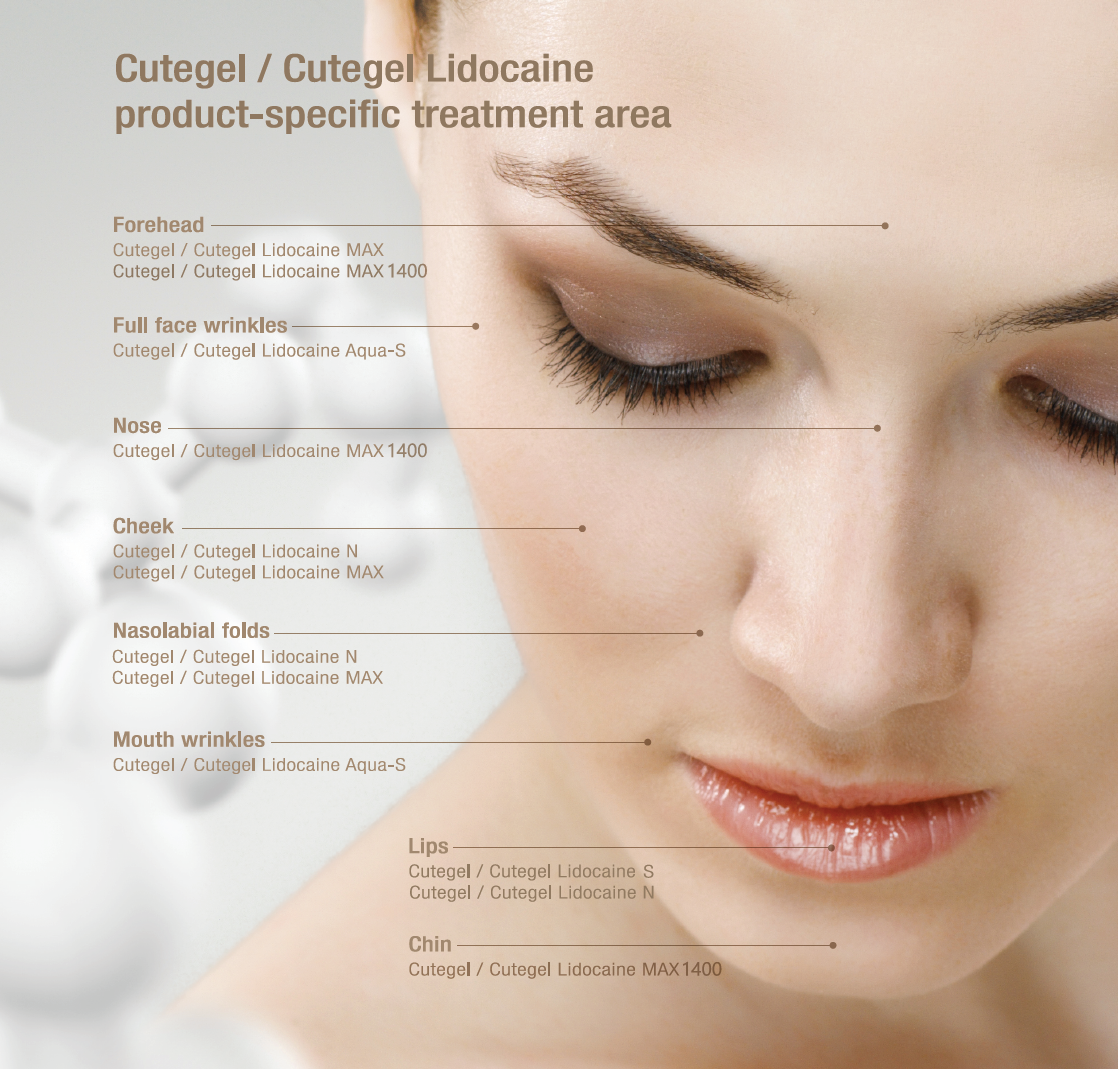 Cutegel / Cutegel Lidocaine
product-specific treatment area
Forehead
Cutegel / Cutegel Lidocaine MAX
Cutegel / Cutegel Lidocaine MAX 1400
Full face wrinkles
Cutegel / Cutegel Lidocaine Aqua-S
Nose
Cutegel / Cutegel Lidocaine MAX 1400
Cheek
Cutegel / Cutegel Lidocaine N
Cutegel / Cutegel Lidocaine MAX
Nasolabial folds
Cutegel / Cutegel Lidocaine N
Cutegel / Cutegel Lidocaine MAX
Mouth wrinkles
Cutegel / Cutegel Lidocaine Aqua-S
Lips
Cutegel / Cutegel Lidocaine S
Cutegel / Cutegel Lidocaine N
Chin
Cutegel / Cutegel Lidocaine MAX 1400